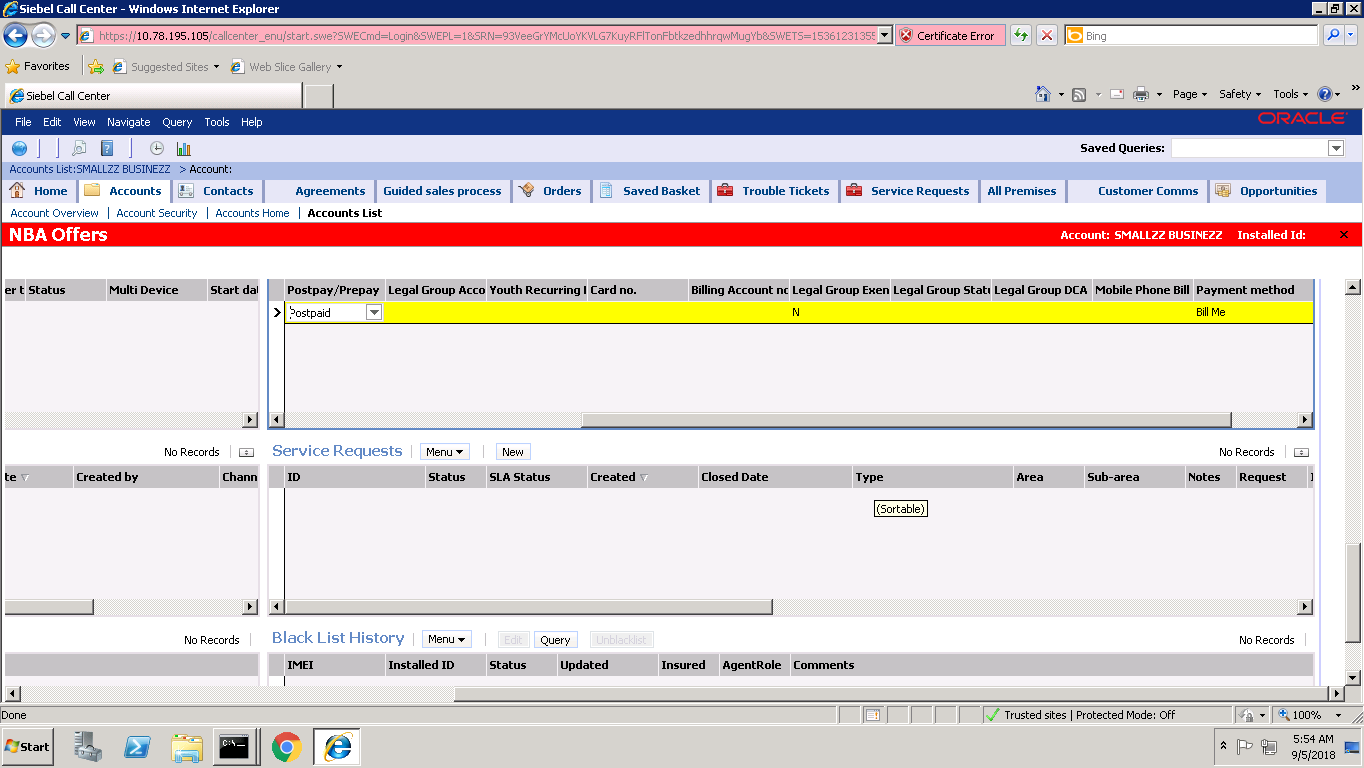 Siebel Call Center - Windows Internet Explorer
https://10.78.195.105/callcenter_enu/start.swe?SWECmd=Login&SWEPL=1&SRN=93VeeGrYMcUoYKVLG7KuyRFlTonFbtkzedhhrqwMugYb&SWETS=15361231355 Certificate Error Bing
Favorites Suggested Sites Web Slice Gallery
Siebel Call Center Page Safety Tools
File Edit View Navigate Query Tools Help ORACLE
Saved Queries:
Accounts List:SMALLZZ BUSINEZZ > Account:
Home Accounts Contacts Agreements Guided sales process Orders Saved Basket Trouble Tickets Service Requests All Premises Customer Comms Opportunities
Account Overview | Account Security | Accounts Home | Accounts List
NBA Offers Account: SMALLZZ BUSINEZZ Installed Id:
er t Status Multi Device Start dat Postpay/Prepay Legal Group Acco Youth Recurring Card no. Billing Account no Legal Group Exen Legal Group Statu Legal Group DCA Mobile Phone Bill Payment method
Postpaid N Bill Me
No Records Service Requests Menu New No Records
te Created by Chann ID Status SLA Status Created Closed Date Type Area Sub-area Notes Request
(Sortable)
No Records Black List History Menu Edit Query Unblacklist No Records
IMEI Installed ID Status Updated Insured AgentRole Comments
Done Trusted sites | Protected Mode: Off 100%
Start 5:54 AM
9/5/2018